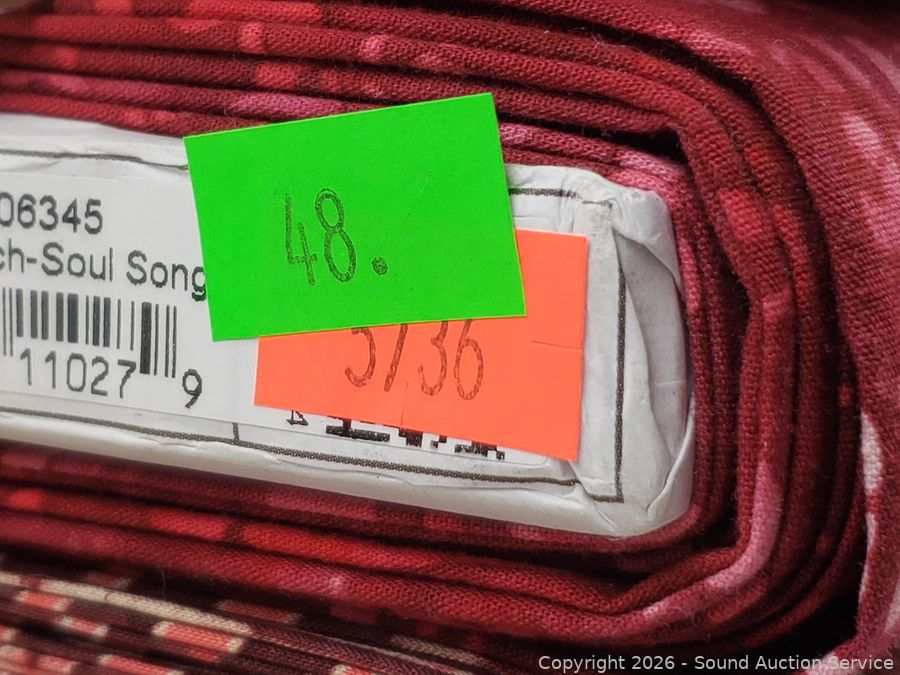 06345
ch-Soul Song
11027 9
48.
5736
Copyright 2026 - Sound Auction Service